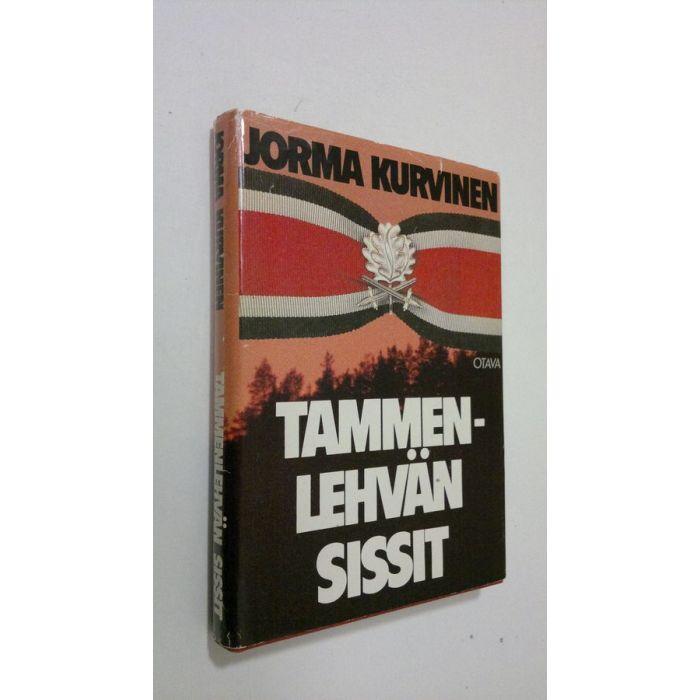 JORMA KURVINEN
OTAVA
TAMMEN-
LEHVÄN
SISSIT
JORMA KURVINEN TAMMENLEHVÄN SISSIT